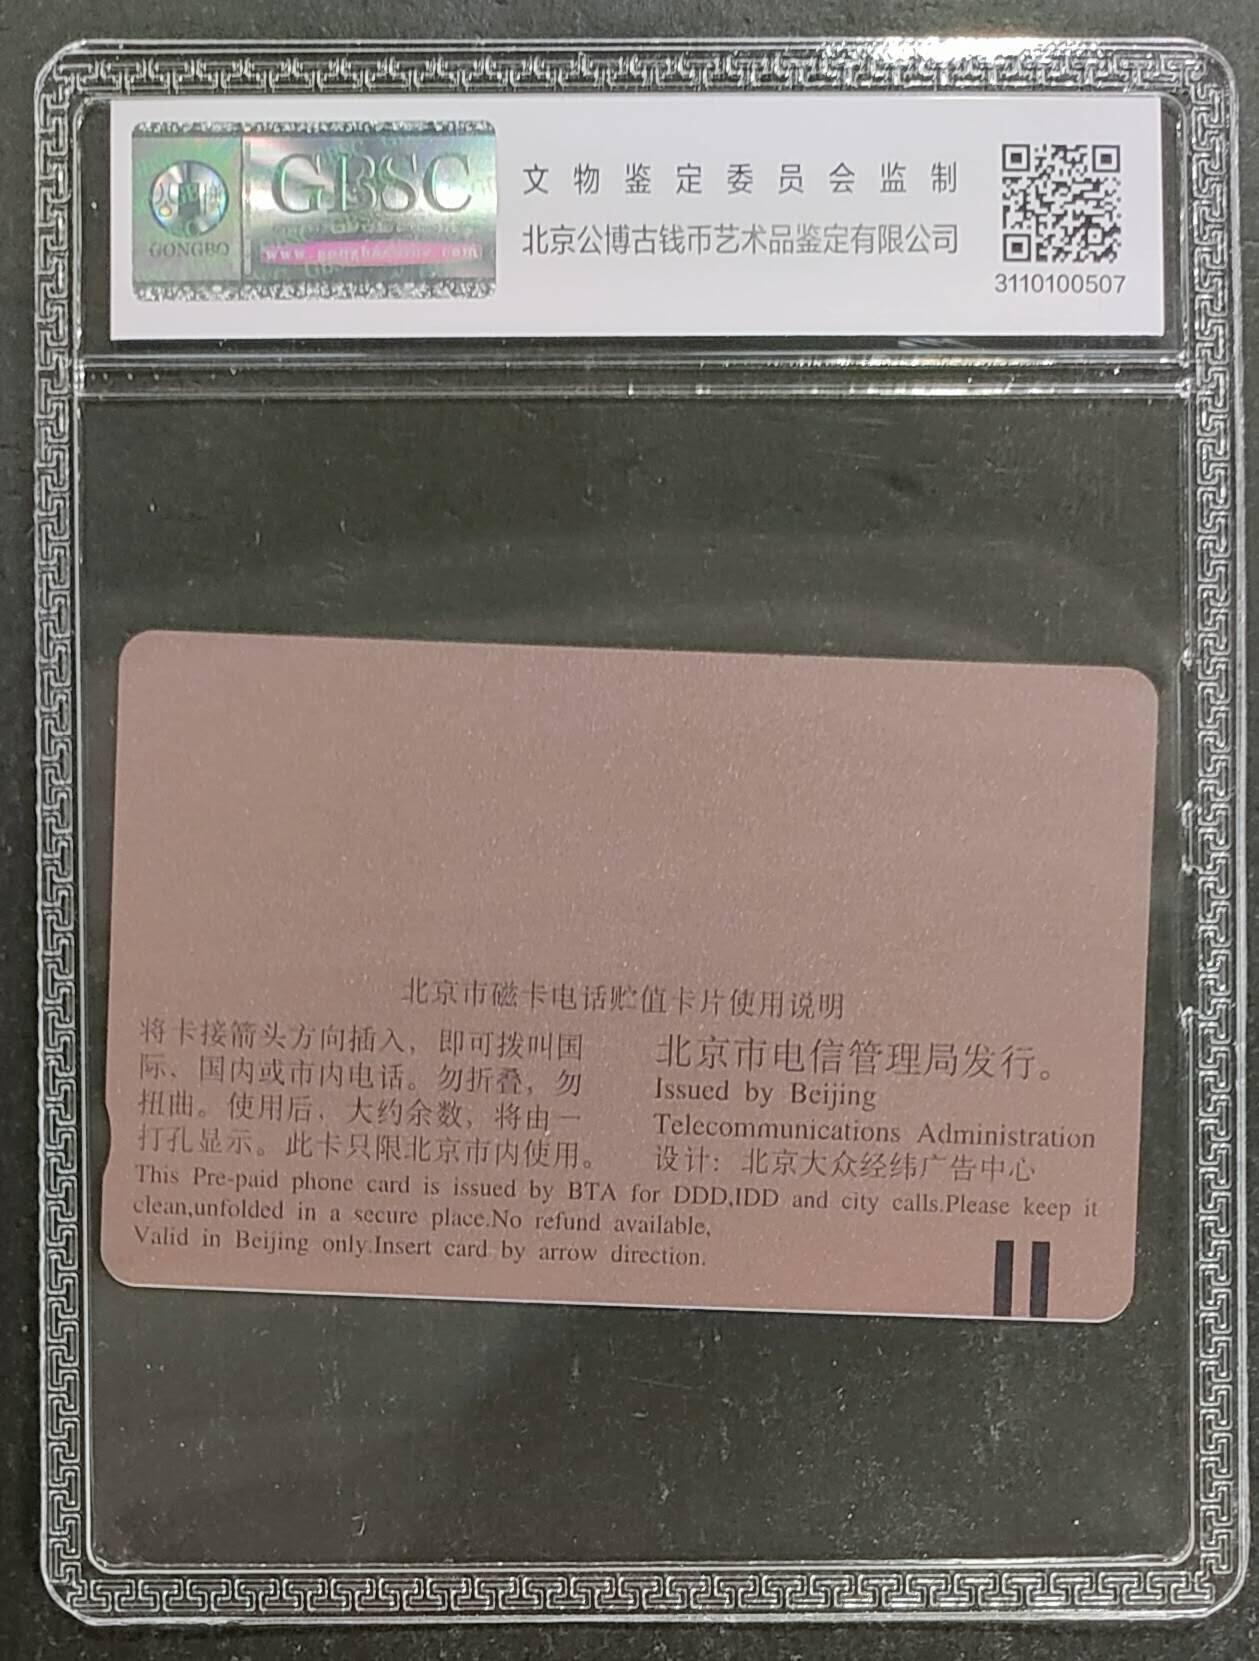 GBSC
GONGBO
文物鉴定委员会监制
北京公博古钱币艺术品鉴定有限公司
3110100507
北京市磁卡电话贮值卡片使用说明
将卡接箭头方向插入，即可拨叫国
际、国内或市内电话。勿折叠，勿
扭曲。使用后，大约余数，将由一
打孔显示。此卡只限北京市内使用。
北京市电信管理局发行。
Issued by Beijing
Telecommunications Administration
设计：北京大众经纬广告中心
This Pre-paid phone card is issued by BTA for DDD,IDD and city calls.Please keep it
clean,unfolded in a secure place.No refund available,
Valid in Beijing only.Insert card by arrow direction.